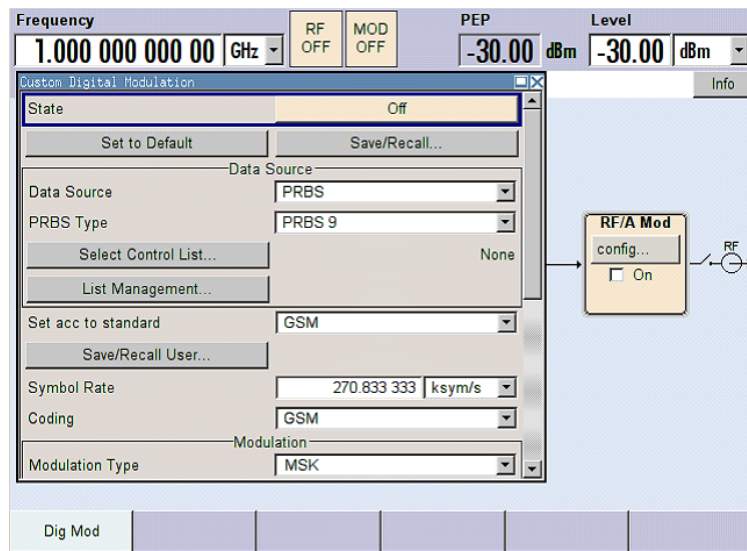 Frequency
RF OFF
MOD OFF
PEP
Level
1.000 000 000 00 GHz
-30.00 dBm
-30.00 dBm
Custom Digital Modulation
Info
State Off
Set to Default Save/Recall...
Data Source
Data Source PRBS
PRBS Type PRBS 9
Select Control List... None
List Management...
Set acc to standard GSM
Save/Recall User...
Symbol Rate 270.833 333 ksym/s
Coding GSM
Modulation
Modulation Type MSK
RF/A Mod
config...
On
RF
Dig Mod